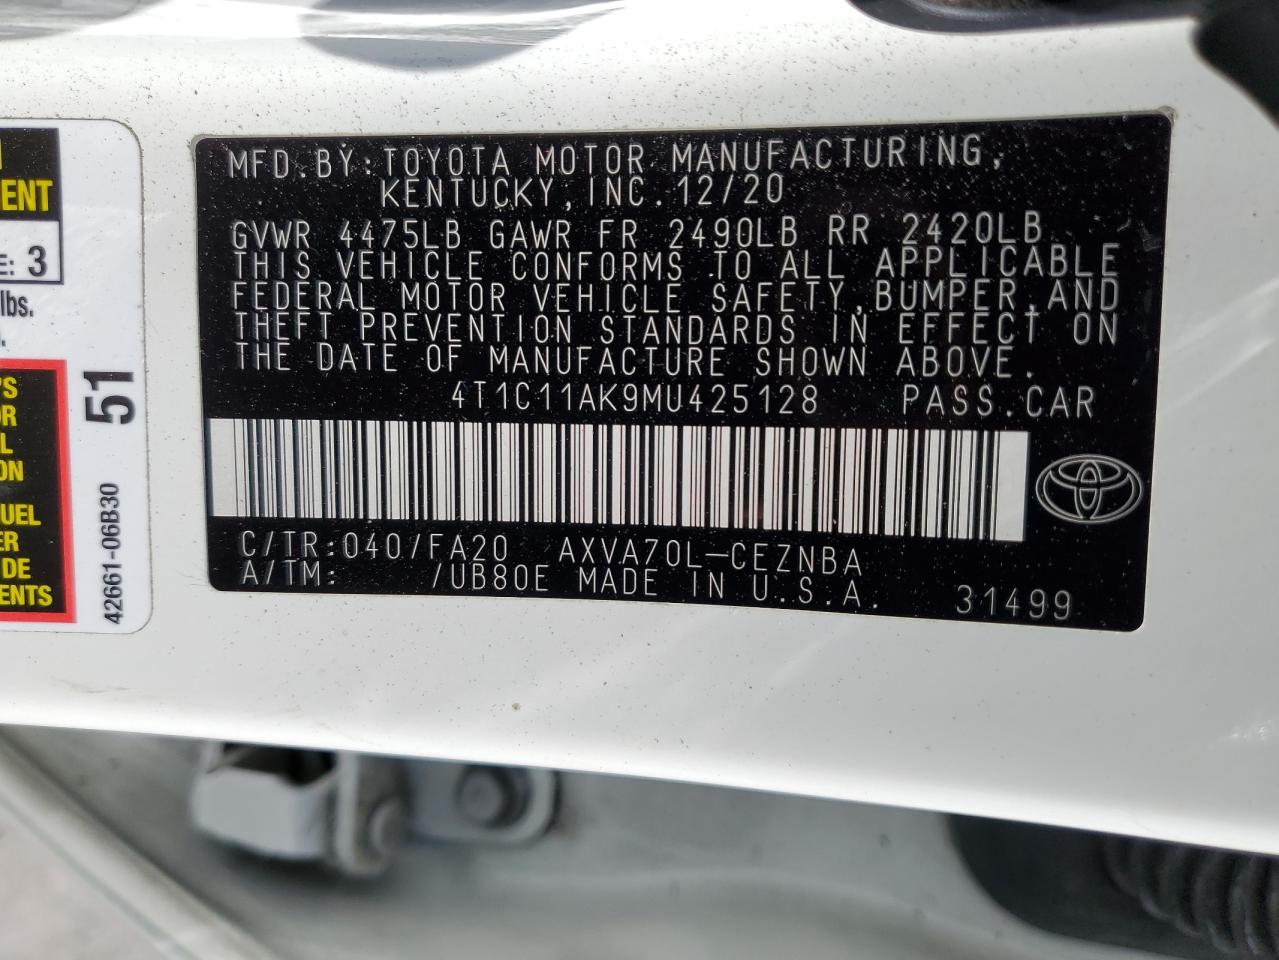 MENT
E: 3
lbs.
51
42661-06B30
'S
OR
L
ON
UEL
ER
DE
ENTS
MFD.BY:TOYOTA MOTOR MANUFACTURING,
KENTUCKY,INC.12/20
GVWR 4475LB GAWR FR 2490LB RR 2420LB
THIS VEHICLE CONFORMS TO ALL APPLICABLE
FEDERAL MOTOR VEHICLE SAFETY,BUMPER,AND
THEFT PREVENTION STANDARDS IN EFFECT ON
THE DATE OF MANUFACTURE SHOWN ABOVE.
4T1C11AK9MU425128 PASS.CAR
C/TR:040/FA20 AXVA70L-CEZNBA
A/TM: /UB80E MADE IN U.S.A. 31499